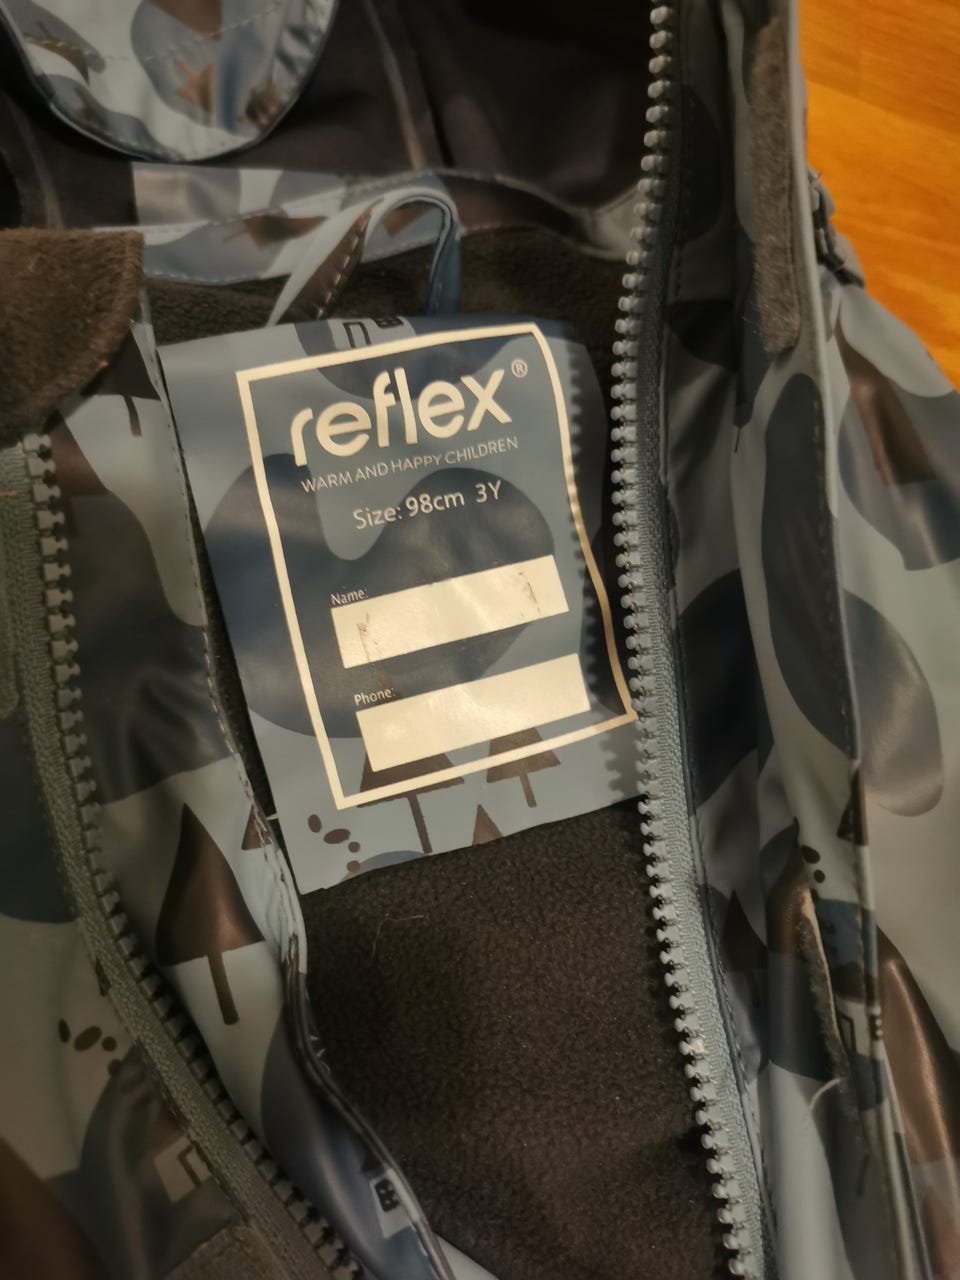 reflex®
WARM AND HAPPY CHILDREN
Size: 98cm 3Y
Name:
Phone: